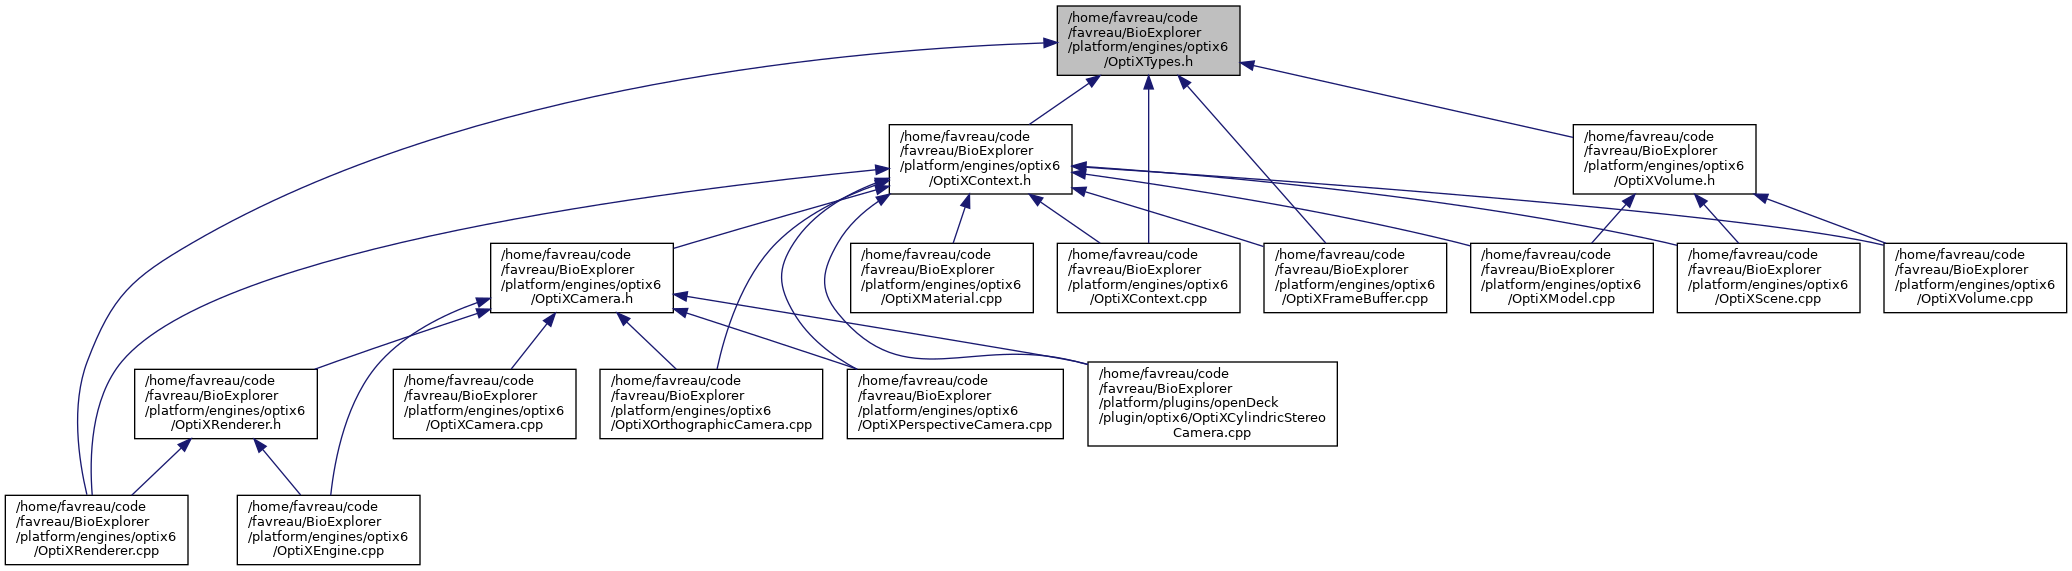 /home/favreau/code
/favreau/BioExplorer
/platform/engines/optix6
/OptiXTypes.h
/home/favreau/code
/favreau/BioExplorer
/platform/engines/optix6
/OptiXContext.h
/home/favreau/code
/favreau/BioExplorer
/platform/engines/optix6
/OptiXVolume.h
/home/favreau/code
/favreau/BioExplorer
/platform/engines/optix6
/OptiXCamera.h
/home/favreau/code
/favreau/BioExplorer
/platform/engines/optix6
/OptiXMaterial.cpp
/home/favreau/code
/favreau/BioExplorer
/platform/engines/optix6
/OptiXContext.cpp
/home/favreau/code
/favreau/BioExplorer
/platform/engines/optix6
/OptiXFrameBuffer.cpp
/home/favreau/code
/favreau/BioExplorer
/platform/engines/optix6
/OptiXModel.cpp
/home/favreau/code
/favreau/BioExplorer
/platform/engines/optix6
/OptiXScene.cpp
/home/favreau/code
/favreau/BioExplorer
/platform/engines/optix6
/OptiXVolume.cpp
/home/favreau/code
/favreau/BioExplorer
/platform/engines/optix6
/OptiXRenderer.h
/home/favreau/code
/favreau/BioExplorer
/platform/engines/optix6
/OptiXCamera.cpp
/home/favreau/code
/favreau/BioExplorer
/platform/engines/optix6
/OptiXOrthographicCamera.cpp
/home/favreau/code
/favreau/BioExplorer
/platform/engines/optix6
/OptiXPerspectiveCamera.cpp
/home/favreau/code
/favreau/BioExplorer
/platform/plugins/openDeck
/plugin/optix6/OptiXCylindricStereo
Camera.cpp
/home/favreau/code
/favreau/BioExplorer
/platform/engines/optix6
/OptiXRenderer.cpp
/home/favreau/code
/favreau/BioExplorer
/platform/engines/optix6
/OptiXEngine.cpp